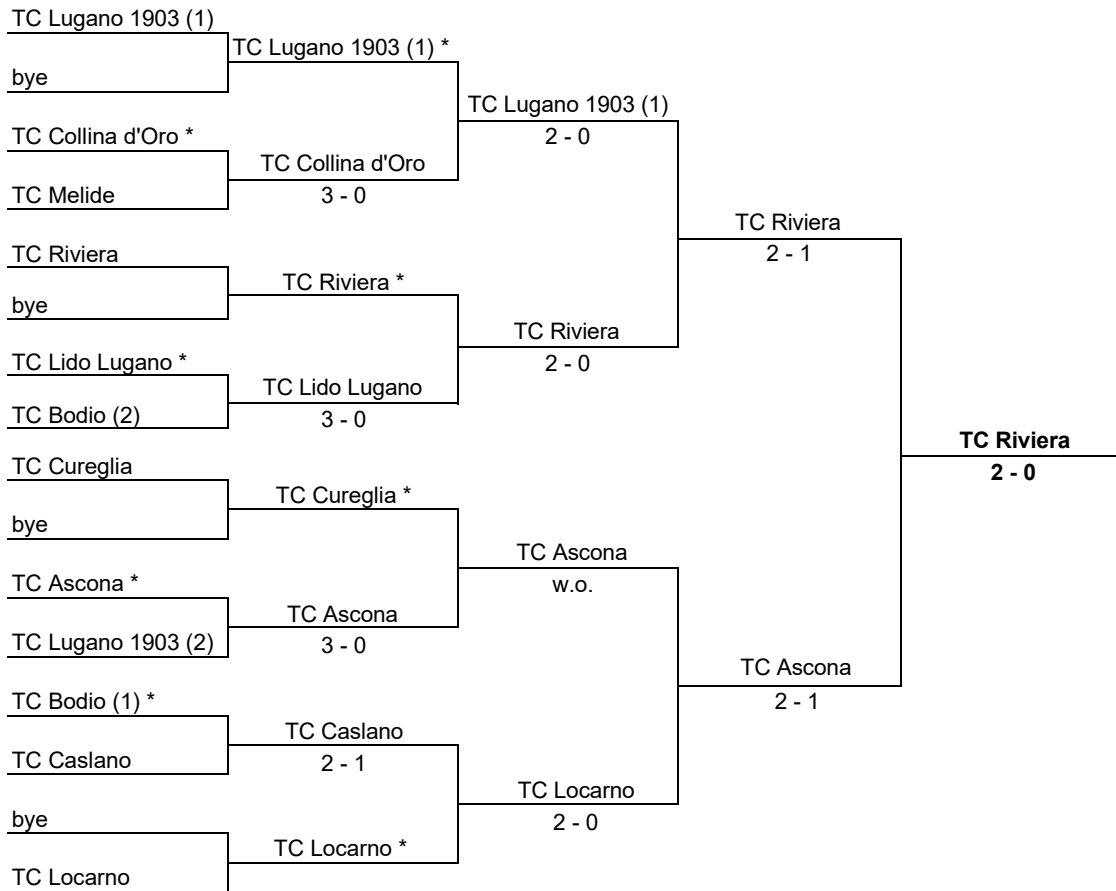 TC Lugano 1903 (1)
bye
TC Collina d'Oro *
TC Melide
TC Riviera
bye
TC Lido Lugano *
TC Bodio (2)
TC Cureglia
bye
TC Ascona *
TC Lugano 1903 (2)
TC Bodio (1) *
TC Caslano
bye
TC Locarno
TC Lugano 1903 (1) *
TC Collina d'Oro
3 - 0
TC Riviera *
TC Lido Lugano
3 - 0
TC Cureglia *
TC Ascona
3 - 0
TC Caslano
2 - 1
TC Locarno *
TC Lugano 1903 (1)
2 - 0
TC Riviera
2 - 0
TC Ascona
w.o.
TC Locarno
2 - 0
TC Riviera
2 - 1
TC Ascona
2 - 1
TC Riviera
2 - 0